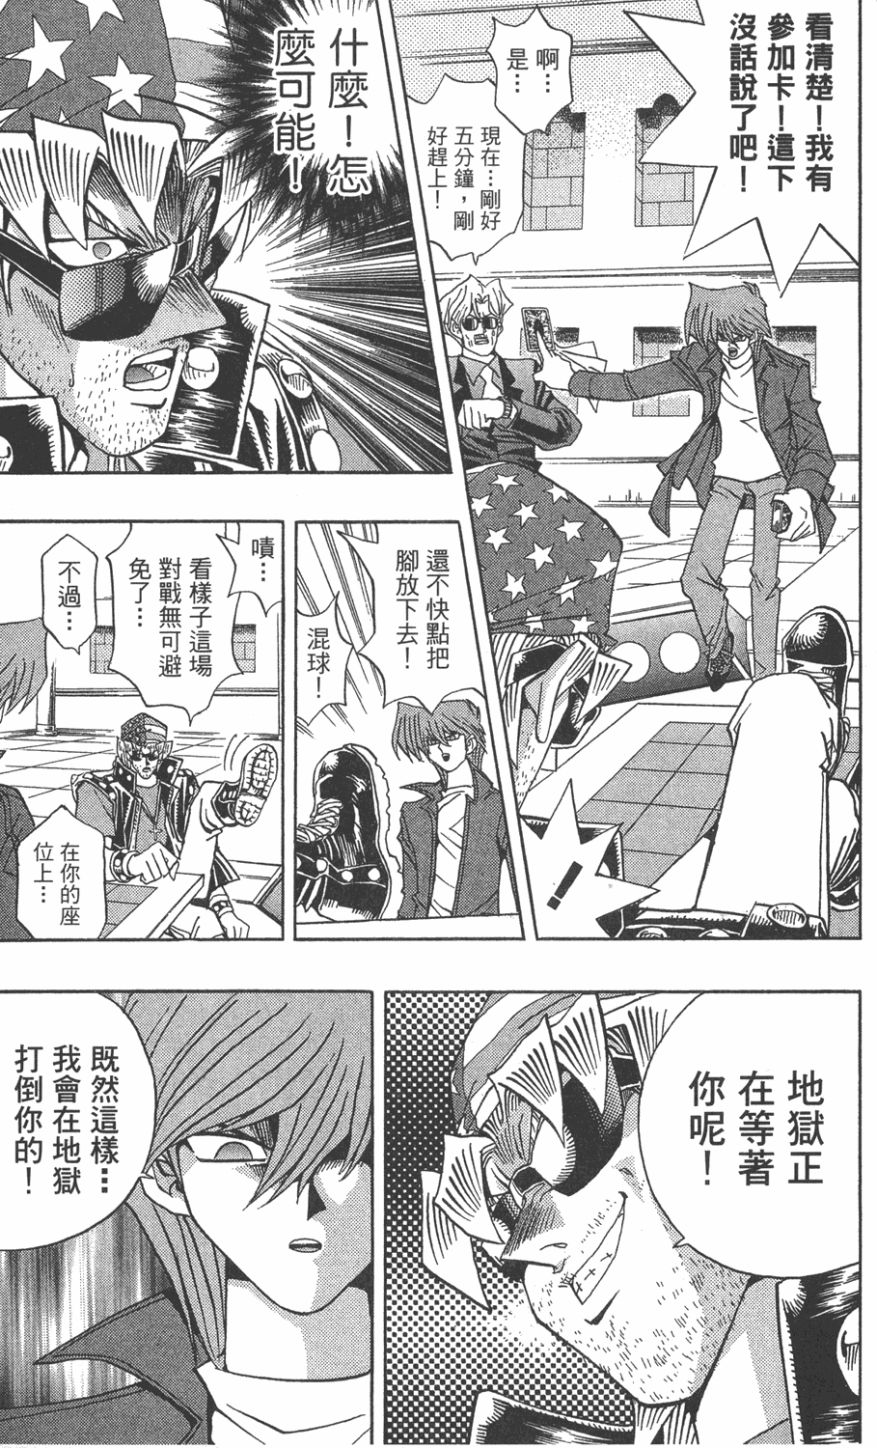 看清楚！我有
參加卡！這下
沒話說了吧！
啊…
是…
現在…剛好
五分鐘，剛
好趕上！
什麼！怎
麼可能！
還不快點把
腳放下去！
混球！
嘖…
看樣子這場
對戰無可避
免了…
不過…
在你的座
位上…
地獄正
在等著
你呢！
既然這樣…
我會在地獄
打倒你的！